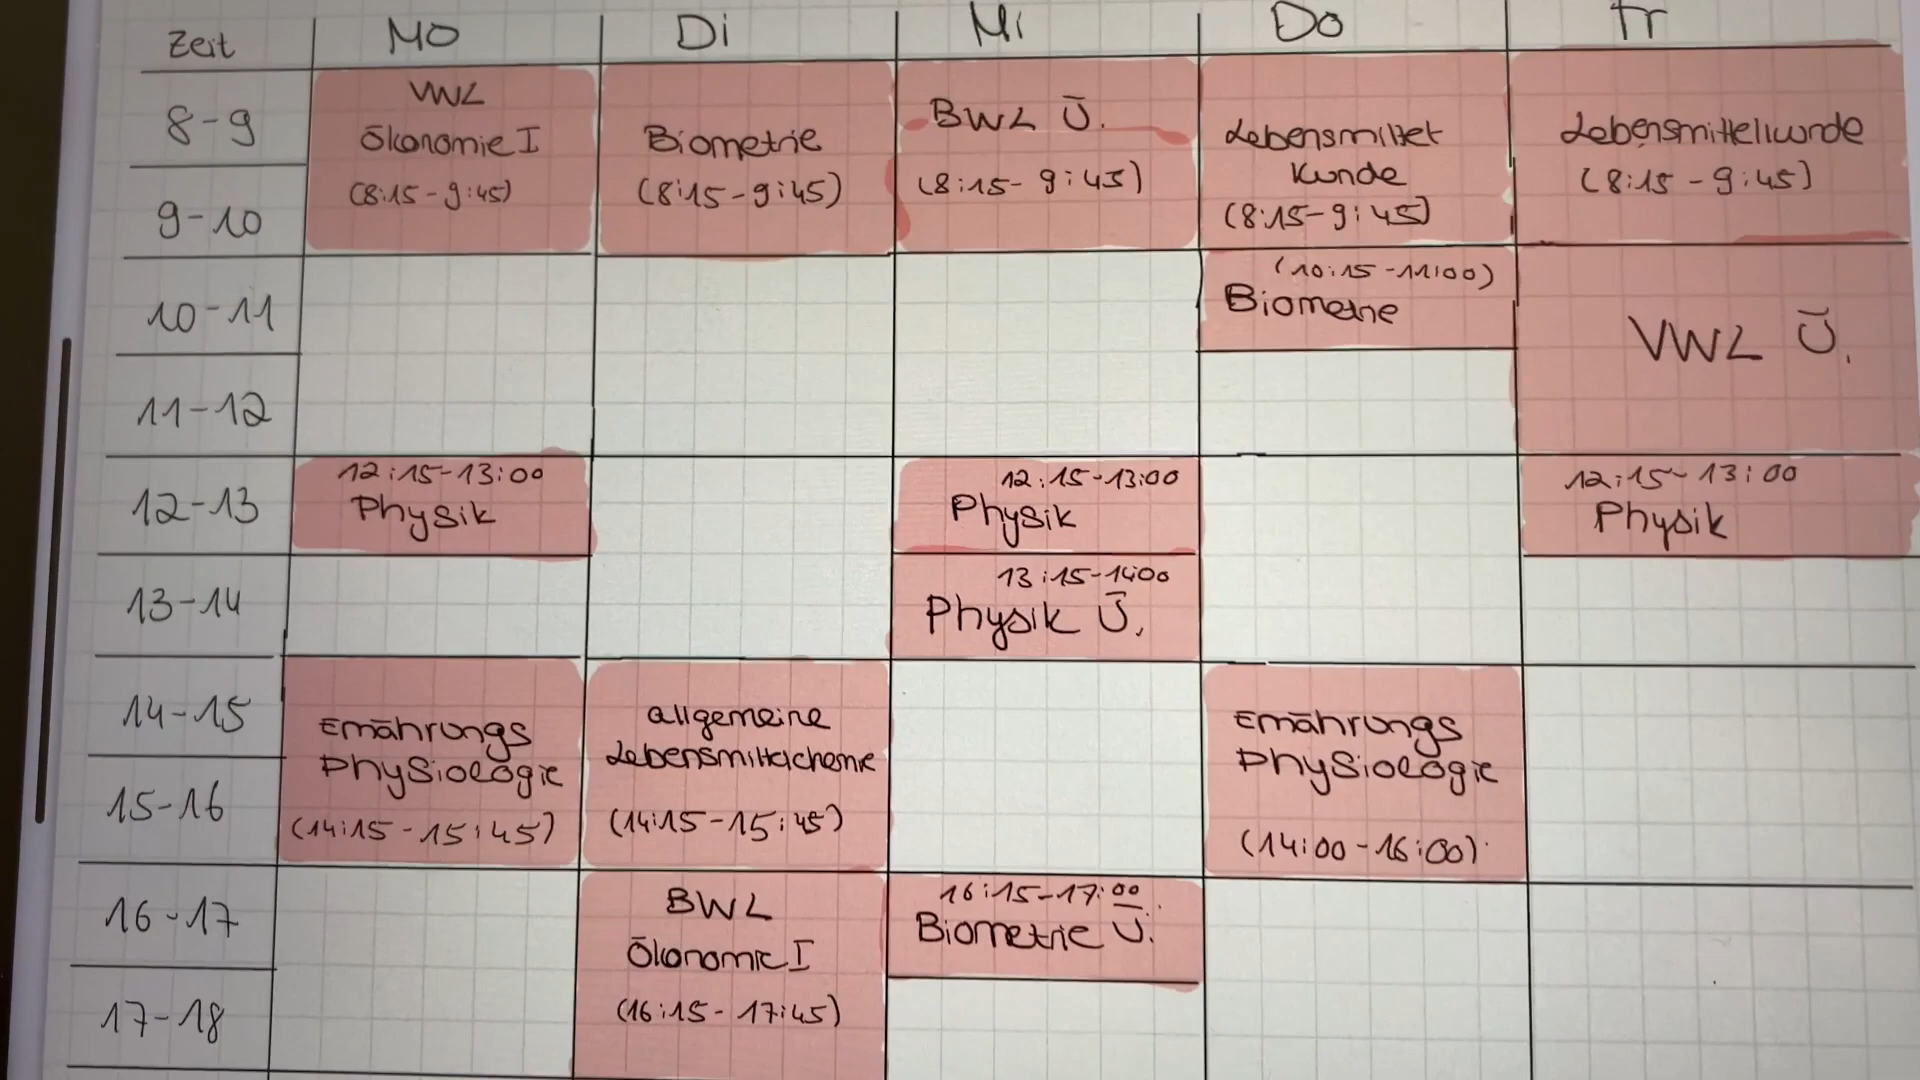 Zeit Mo Di Mi Do Fr
8-9
VWL
Ökonomie I
(8:15-9:45)
Biometrie
(8:15-9:45)
BWL Ü.
(8:15-9:45)
Lebensmittel
kunde
(8:15-9:45)
Lebensmittelkunde
(8:15-9:45)
9-10
10-11
(10:15-11:00)
Biometrie
VWL Ü.
11-12
12-13
12:15-13:00
Physik
12:15-13:00
Physik
12:15-13:00
Physik
13-14
13:15-14:00
Physik Ü.
14-15
Ernährungs
Physiologie
(14:15-15:45)
allgemeine
Lebensmittelchemie
(14:15-15:45)
Ernährungs
Physiologie
(14:00-16:00)
15-16
16-17
BWL
Ökonomie I
(16:15-17:45)
16:15-17:00
Biometrie Ü.
17-18